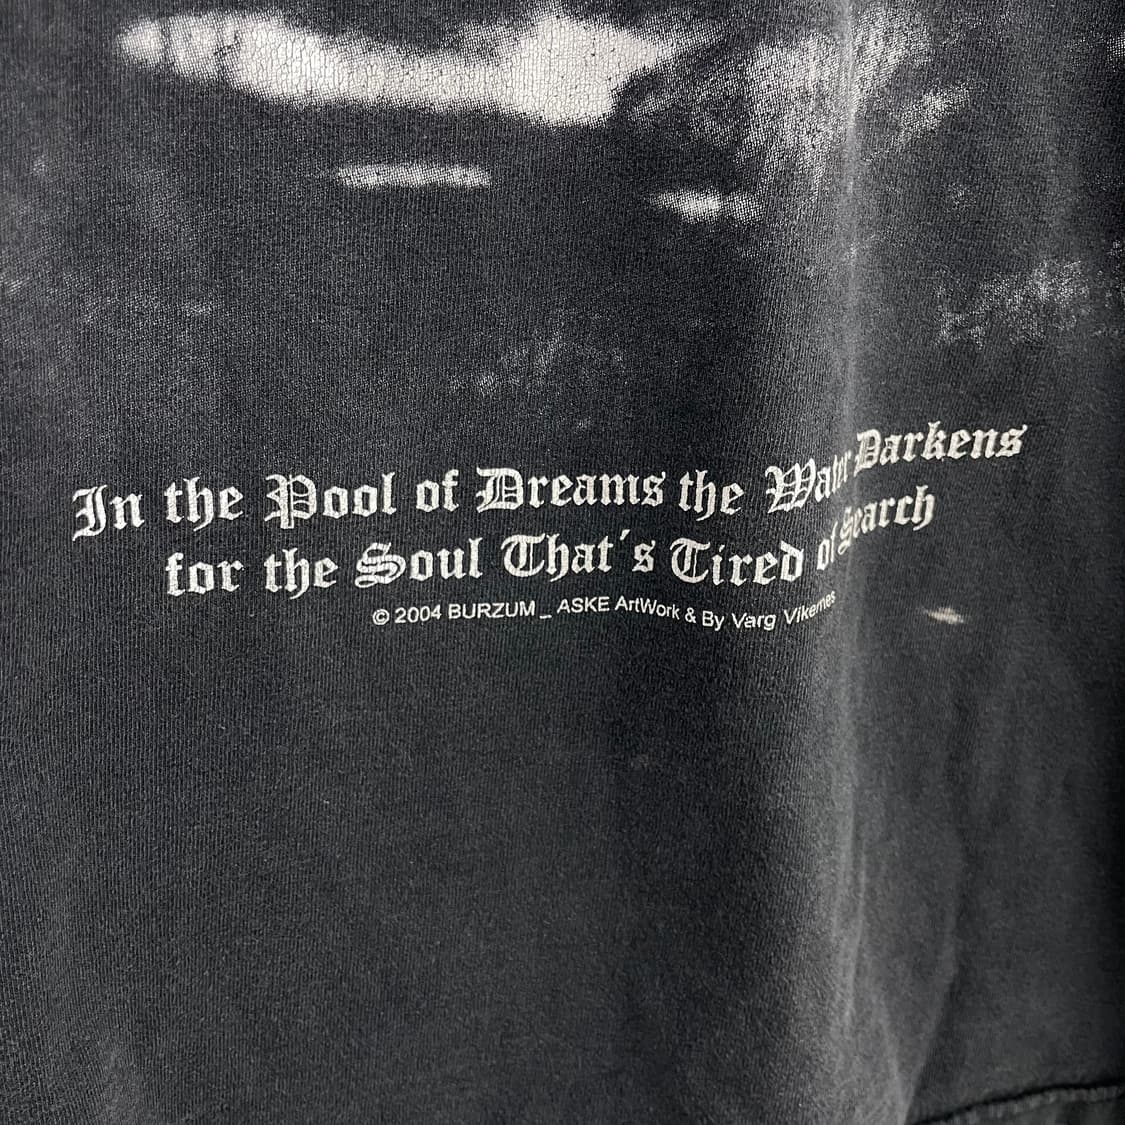 In the Pool of Dreams the Water Darkens
for the Soul That´s Tired of Search
© 2004 BURZUM _ ASKE ArtWork & By Varg Vikernes